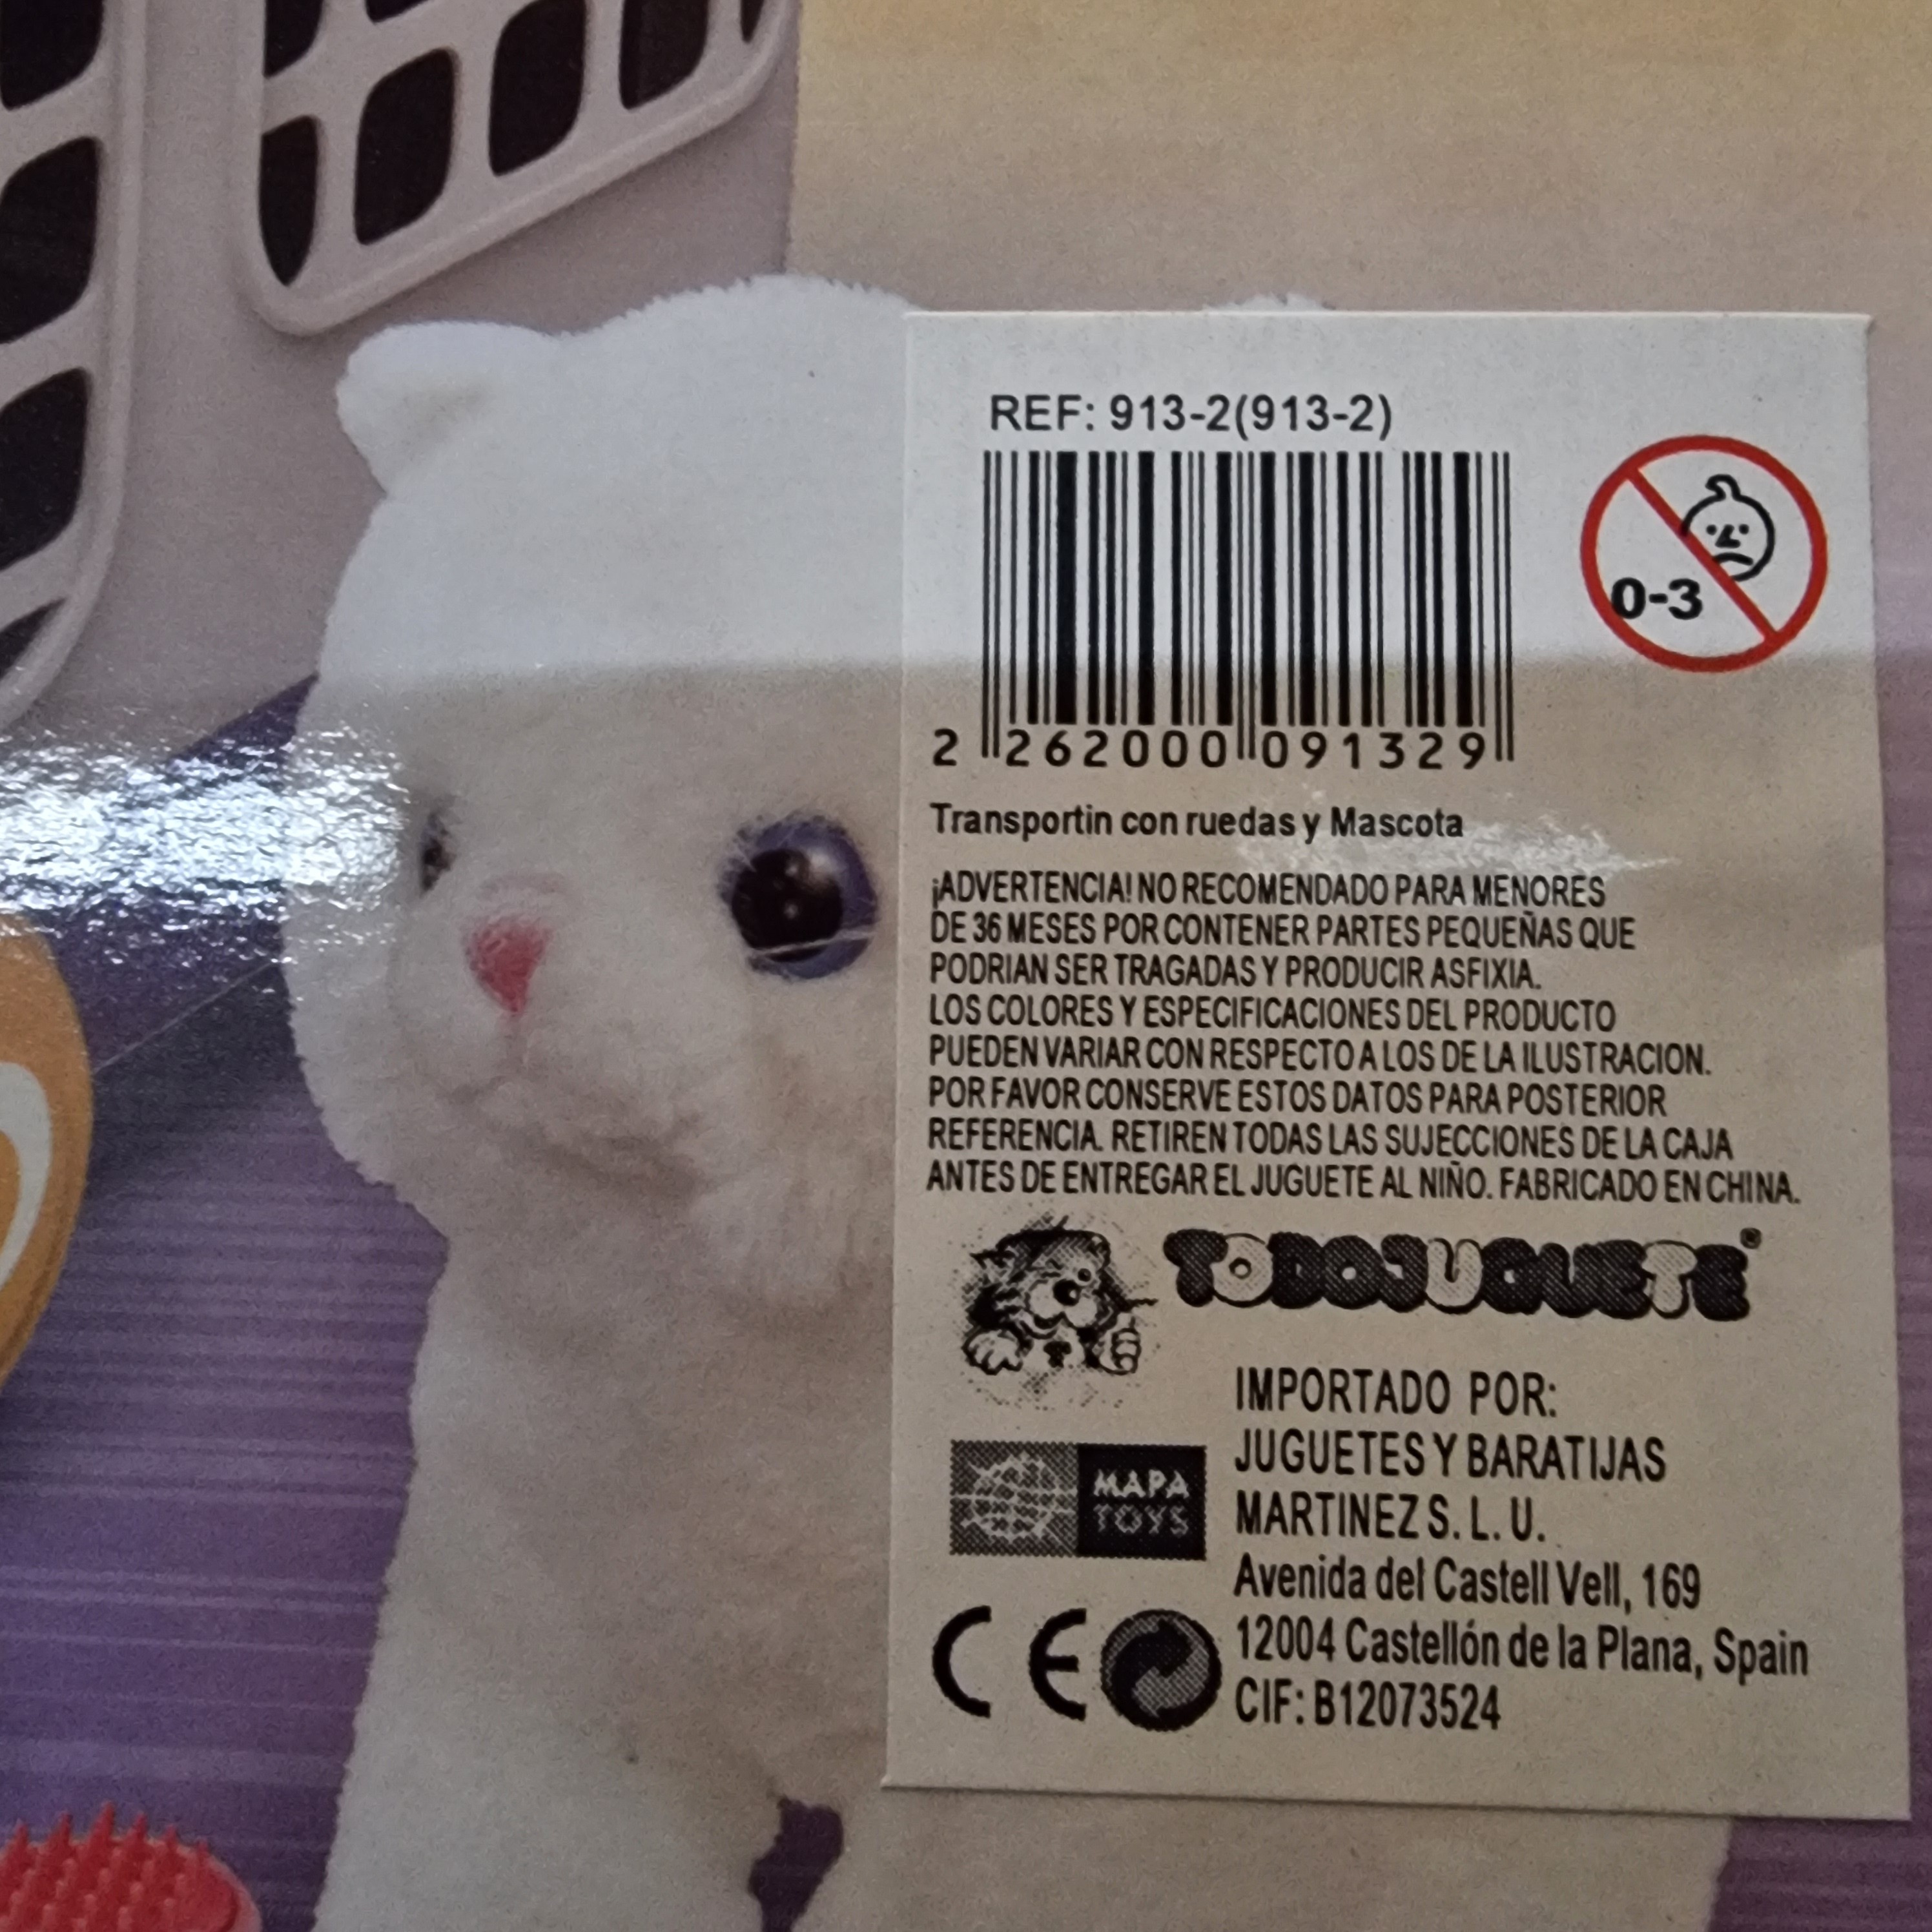 REF: 913-2(913-2)
0-3
2 262000 091329
Transportin con ruedas y Mascota
¡ADVERTENCIA! NO RECOMENDADO PARA MENORES
DE 36 MESES POR CONTENER PARTES PEQUEÑAS QUE
PODRIAN SER TRAGADAS Y PRODUCIR ASFIXIA.
LOS COLORES Y ESPECIFICACIONES DEL PRODUCTO
PUEDEN VARIAR CON RESPECTO A LOS DE LA ILUSTRACION.
POR FAVOR CONSERVE ESTOS DATOS PARA POSTERIOR
REFERENCIA. RETIREN TODAS LAS SUJECCIONES DE LA CAJA
ANTES DE ENTREGAR EL JUGUETE AL NIÑO. FABRICADO EN CHINA.
TODOJUGUETE®
IMPORTADO POR:
JUGUETES Y BARATIJAS
MARTINEZ S. L. U.
MAPA
TOYS
Avenida del Castell Vell, 169
12004 Castellón de la Plana, Spain
CIF: B12073524
CE